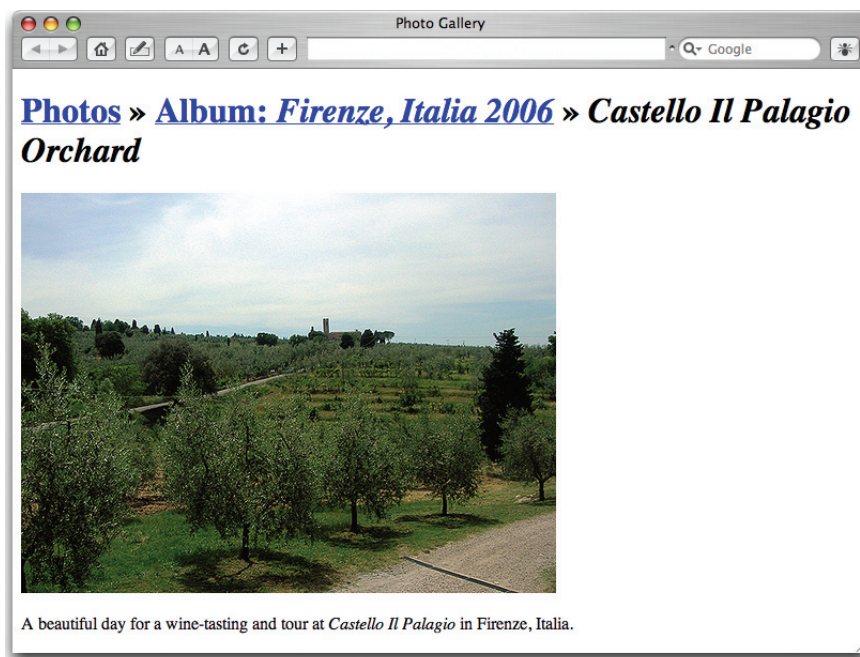 Photo Gallery
A A
Google
Photos » Album: Firenze, Italia 2006 » Castello Il Palagio
Orchard
A beautiful day for a wine-tasting and tour at Castello Il Palagio in Firenze, Italia.